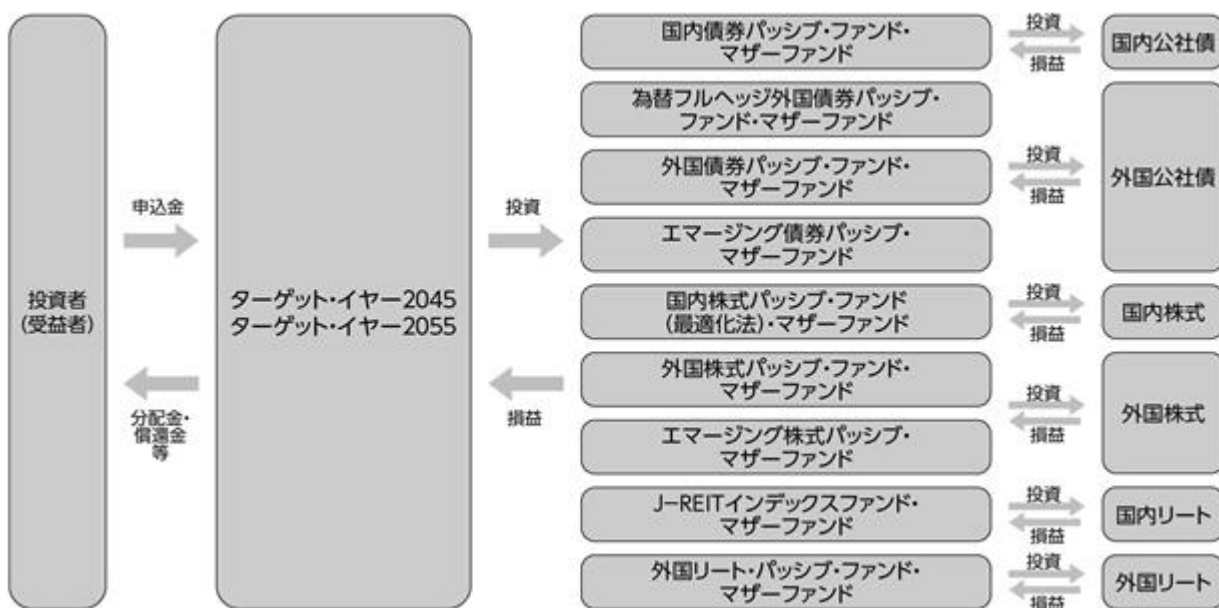 投資者
(受益者)
申込金
分配金・
償還金
等
ターゲット・イヤー2045
ターゲット・イヤー2055
投資
損益
国内債券パッシブ・ファンド・
マザーファンド
投資
損益
国内公社債
為替フルヘッジ外国債券パッシブ・
ファンド・マザーファンド
外国債券パッシブ・ファンド・
マザーファンド
エマージング債券パッシブ・
マザーファンド
投資
損益
外国公社債
国内株式パッシブ・ファンド
(最適化法)・マザーファンド
投資
損益
国内株式
外国株式パッシブ・ファンド・
マザーファンド
エマージング株式パッシブ・
マザーファンド
投資
損益
外国株式
J-REITインデックスファンド・
マザーファンド
投資
損益
国内リート
外国リート・パッシブ・ファンド・
マザーファンド
投資
損益
外国リート